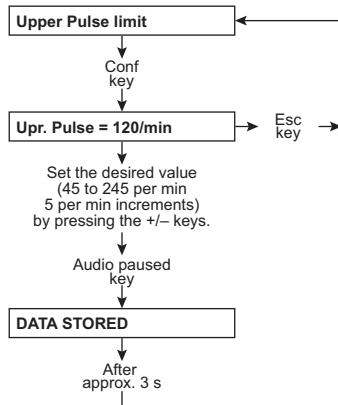 Upper Pulse limit
Conf
key
Upr. Pulse = 120/min
Esc
key
Set the desired value
(45 to 245 per min
5 per min increments)
by pressing the +/– keys.
Audio paused
key
DATA STORED
After
approx. 3 s